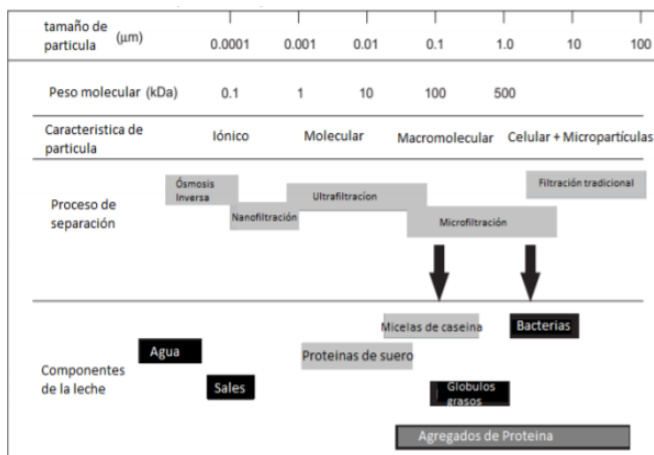 tamaño de particula (μm) 0.0001 0.001 0.01 0.1 1.0 10 100
Peso molecular (kDa) 0.1 1 10 100 500
Caracteristica de particula Iónico Molecular Macromolecular Celular + Micropartículas
Proceso de separación
Ósmosis
Inversa
Nanofiltración
Ultrafiltracion
Microfiltración
Filtración tradicional
Componentes
de la leche
Micelas de caseina
Bacterias
Agua
Proteinas de suero
Sales
Globulos
grasos
Agregados de Proteina